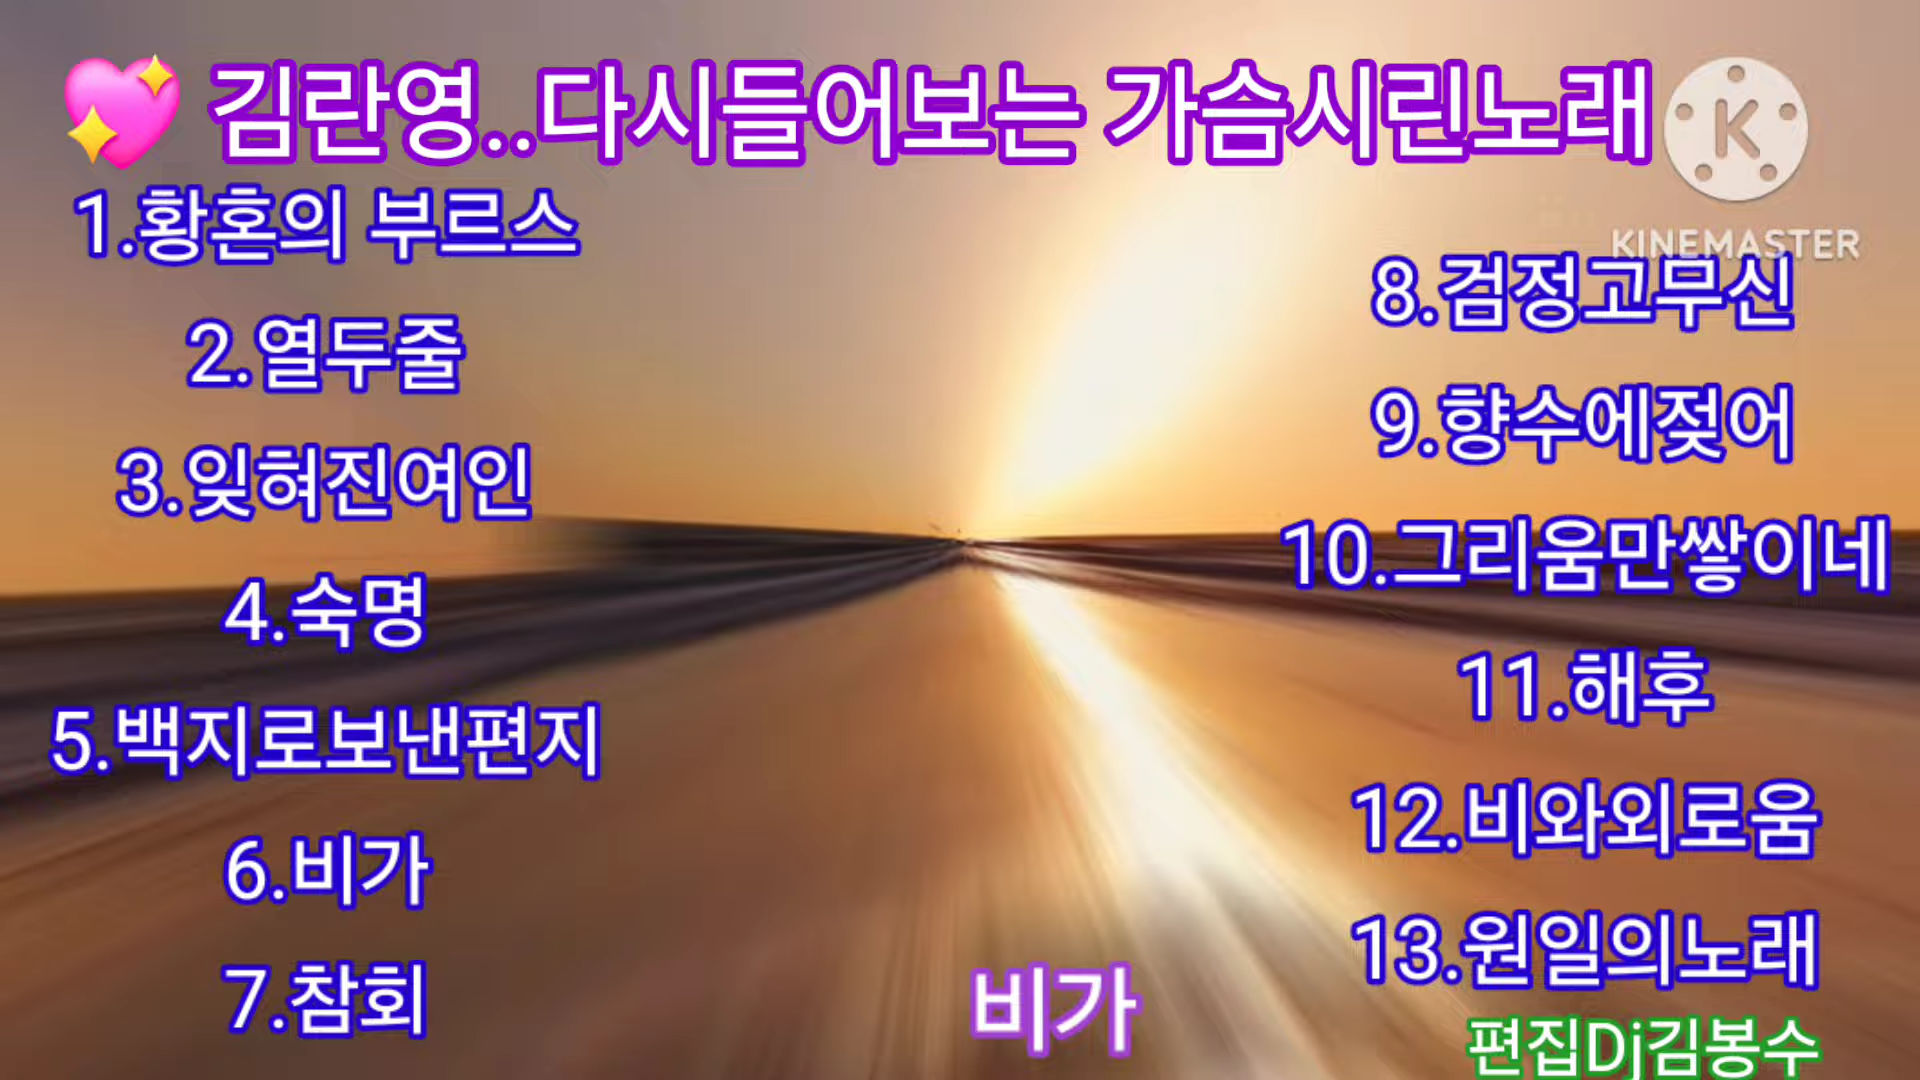 💖 김란영..다시들어보는 가슴시린노래
K
KINEMASTER
1.황혼의 부르스
2.열두줄
3.잊혀진여인
4.숙명
5.백지로보낸편지
6.비가
7.참회
8.검정고무신
9.향수에젖어
10.그리움만쌓이네
11.해후
12.비와외로움
13.원일의노래
비가
편집Dj김봉수